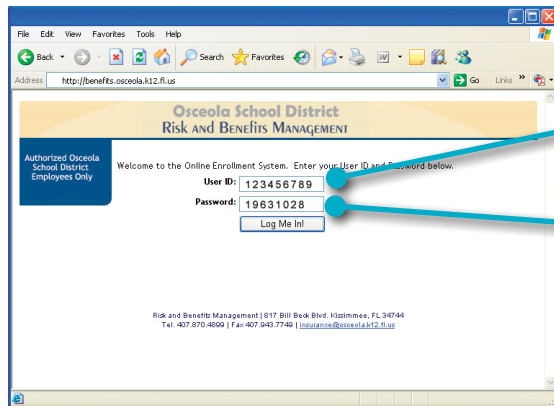 File Edit View Favorites Tools Help
Back Search Favorites
Address http://benefits.osceola.k12.fl.us Go Links »
Osceola School District
Risk and Benefits Management
Authorized Osceola
School District
Employees Only
Welcome to the Online Enrollment System. Enter your User ID and Password below.
User ID: 123456789
Password: 19631028
Log Me In!
Risk and Benefits Management | 817 Bill Beck Blvd. Kissimmee, FL 34744
Tel. 407.870.4899 | Fax 407.943.7749 | insurance@osceola.k12.fl.us